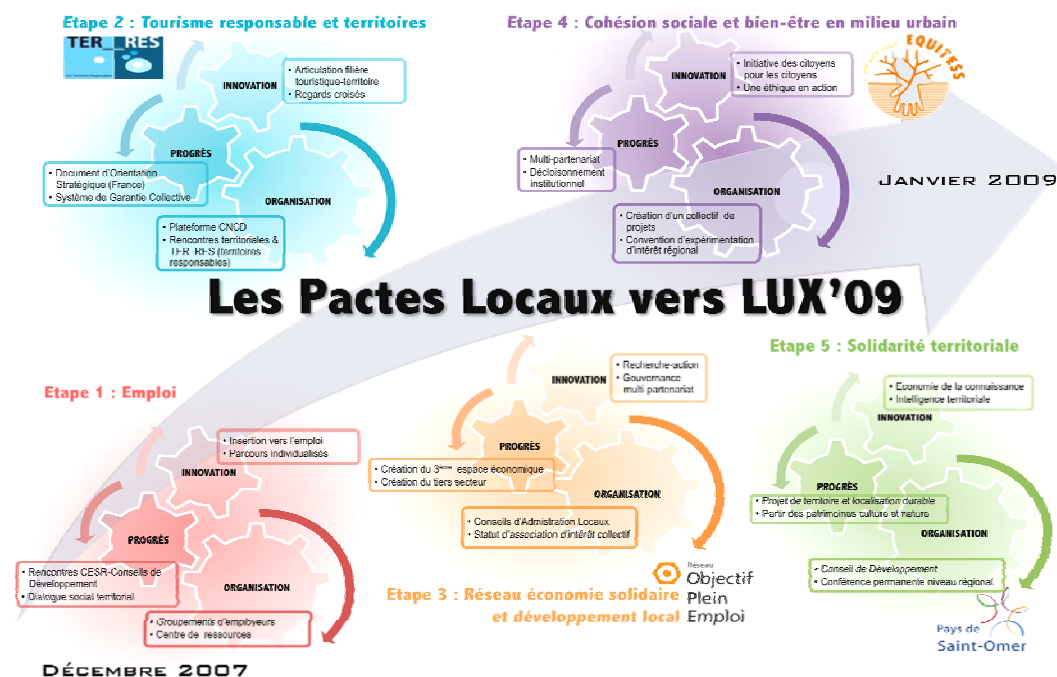 Etape 2 : Tourisme responsable et territoires
TER_RES
INNOVATION
• Articulation filière
touristique-territoire
• Regards croisés
PROGRÈS
• Document d'Orientation
Stratégique (France)
• Système de Garantie Collective
ORGANISATION
• Plateforme CNCD
• Rencontres territoriales &
TER_RES (territoires
responsables)
Etape 4 : Cohésion sociale et bien-être en milieu urbain
EQUITESS
INNOVATION
• Initiative des citoyens
pour les citoyens
• Une éthique en action
PROGRÈS
• Multi-partenariat
• Décloisonnement
institutionnel
ORGANISATION
• Création d'un collectif de
projets
• Convention d'expérimentation
d'intérêt régional
JANVIER 2009
Les Pactes Locaux vers LUX'09
Etape 1 : Emploi
• Insertion vers l'emploi
• Parcours individualisés
INNOVATION
PROGRÈS
• Rencontres CESR-Conseils de
Développement
• Dialogue social territorial
ORGANISATION
• Groupements d'employeurs
• Centre de ressources
DÉCEMBRE 2007
INNOVATION
• Recherche-action
• Gouvernance
multi partenariat
PROGRÈS
• Création du 3ème espace économique
• Création du tiers secteur
ORGANISATION
• Conseils d'Admistration Locaux
• Statut d'association d'intérêt collectif
Etape 3 : Réseau économie solidaire
et développement local
Réseau
Objectif
Plein
Emploi
Etape 5 : Solidarité territoriale
• Economie de la connaissance
• Intelligence territoriale
INNOVATION
PROGRÈS
• Projet de territoire et localisation durable
• Partir des patrimoines culture et nature
ORGANISATION
• Conseil de Développement
• Conférence permanente niveau régional
Pays de
Saint-Omer